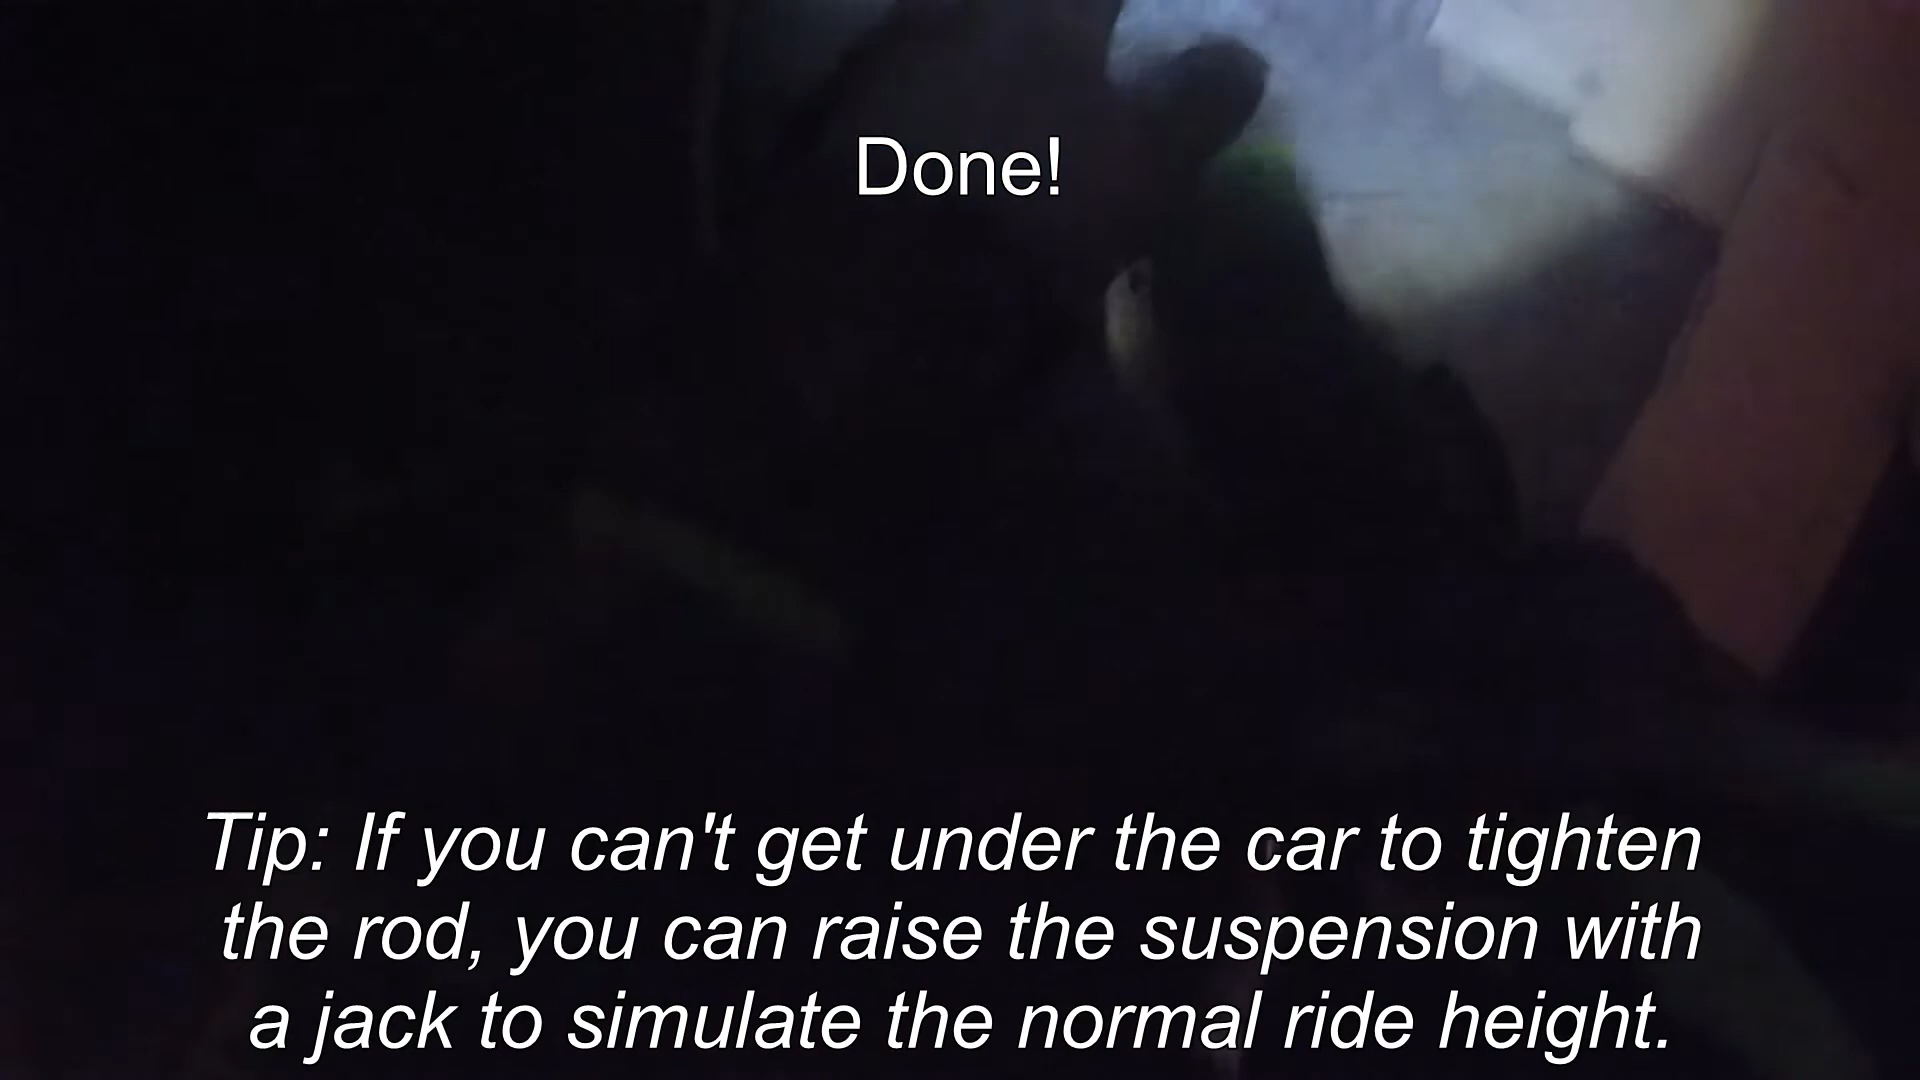 Done!
Tip: If you can't get under the car to tighten
the rod, you can raise the suspension with
a jack to simulate the normal ride height.